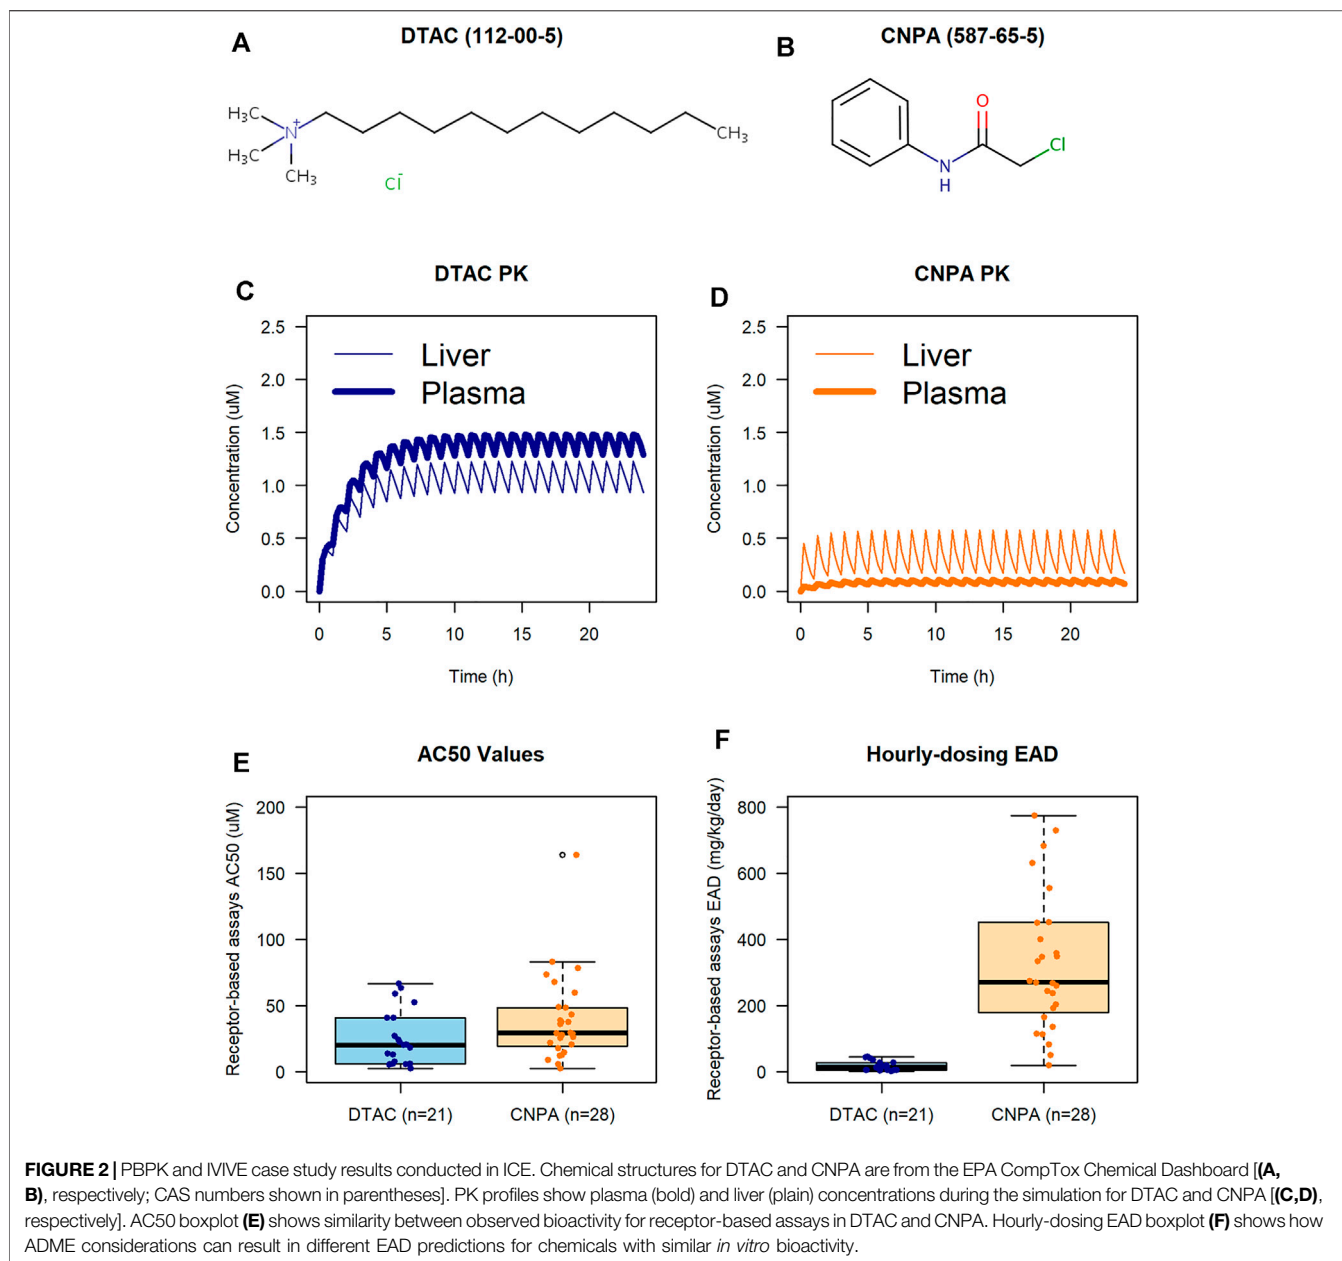 A
DTAC (112-00-5)
H₃C
H₃C
N⁺
CH₃
CH₃
Cl⁻
B
CNPA (587-65-5)
O
N
H
Cl
C
DTAC PK
Concentration (uM)
2.5
2.0
1.5
1.0
0.5
0.0
Liver
Plasma
0 5 10 15 20
Time (h)
D
CNPA PK
Concentration (uM)
2.5
2.0
1.5
1.0
0.5
0.0
Liver
Plasma
0 5 10 15 20
Time (h)
E
AC50 Values
Receptor-based assays AC50 (uM)
200
150
100
50
0
DTAC (n=21) CNPA (n=28)
F
Hourly-dosing EAD
Receptor-based assays EAD (mg/kg/day)
800
600
400
200
0
DTAC (n=21) CNPA (n=28)
FIGURE 2 | PBPK and IVIVE case study results conducted in ICE. Chemical structures for DTAC and CNPA are from the EPA CompTox Chemical Dashboard [(A,
B), respectively; CAS numbers shown in parentheses]. PK profiles show plasma (bold) and liver (plain) concentrations during the simulation for DTAC and CNPA [(C,D),
respectively]. AC50 boxplot (E) shows similarity between observed bioactivity for receptor-based assays in DTAC and CNPA. Hourly-dosing EAD boxplot (F) shows how
ADME considerations can result in different EAD predictions for chemicals with similar in vitro bioactivity.